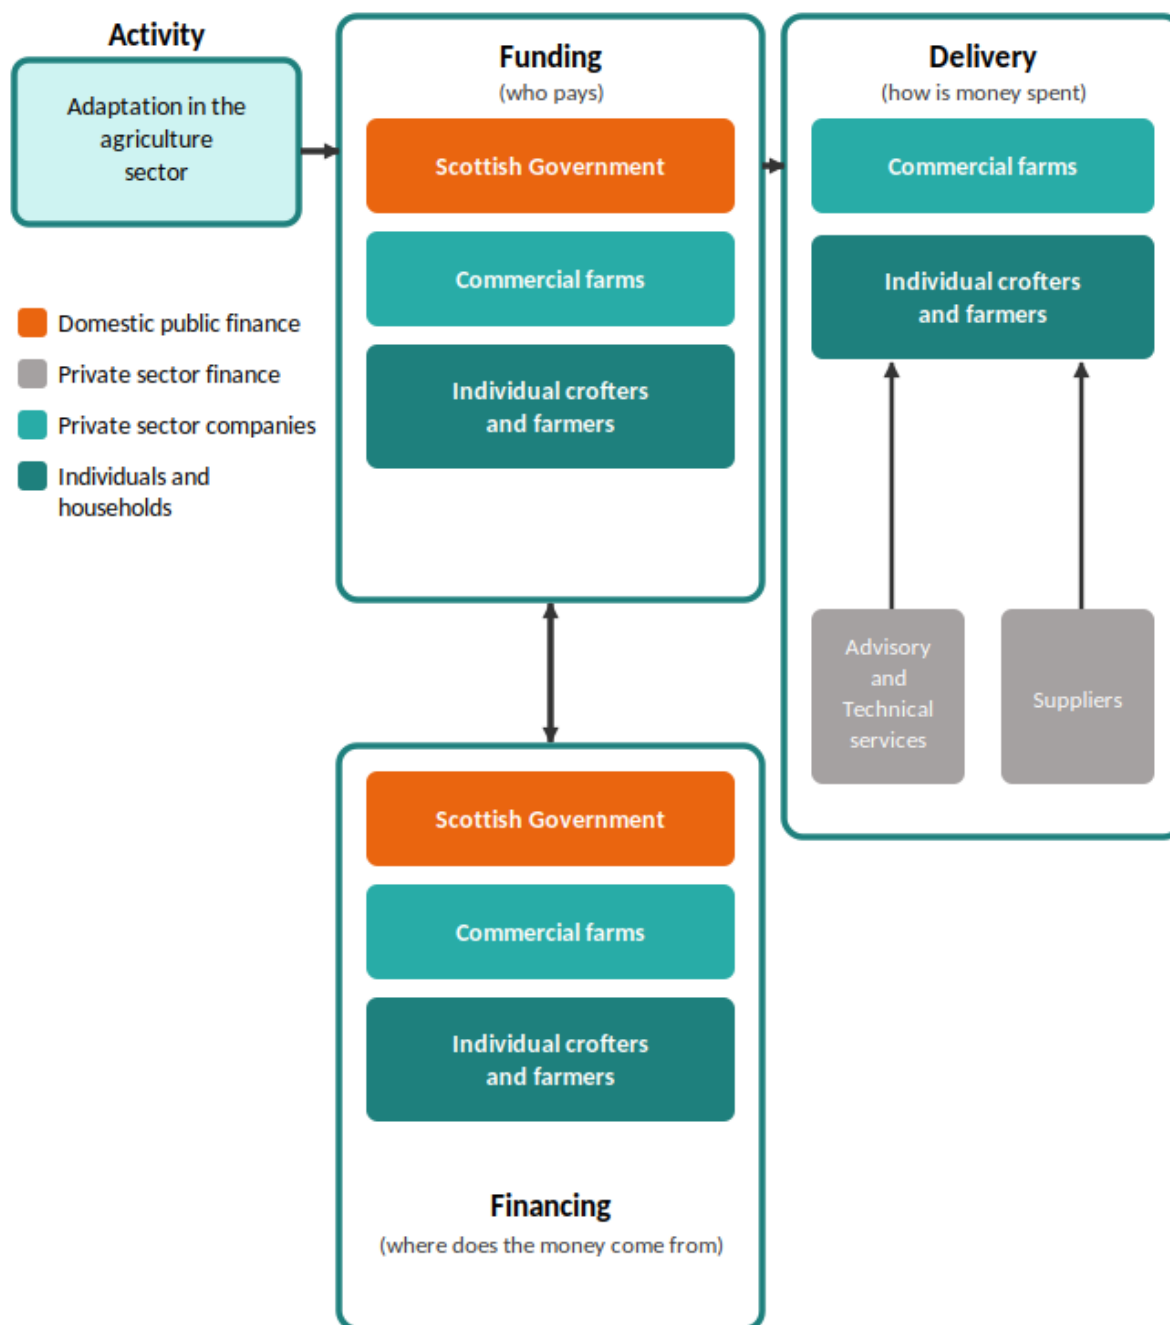 Activity
Adaptation in the
agriculture
sector
Domestic public finance
Private sector finance
Private sector companies
Individuals and
households
Funding
(who pays)
Scottish Government
Commercial farms
Individual crofters
and farmers
Delivery
(how is money spent)
Commercial farms
Individual crofters
and farmers
Advisory
and
Technical
services
Suppliers
Scottish Government
Commercial farms
Individual crofters
and farmers
Financing
(where does the money come from)